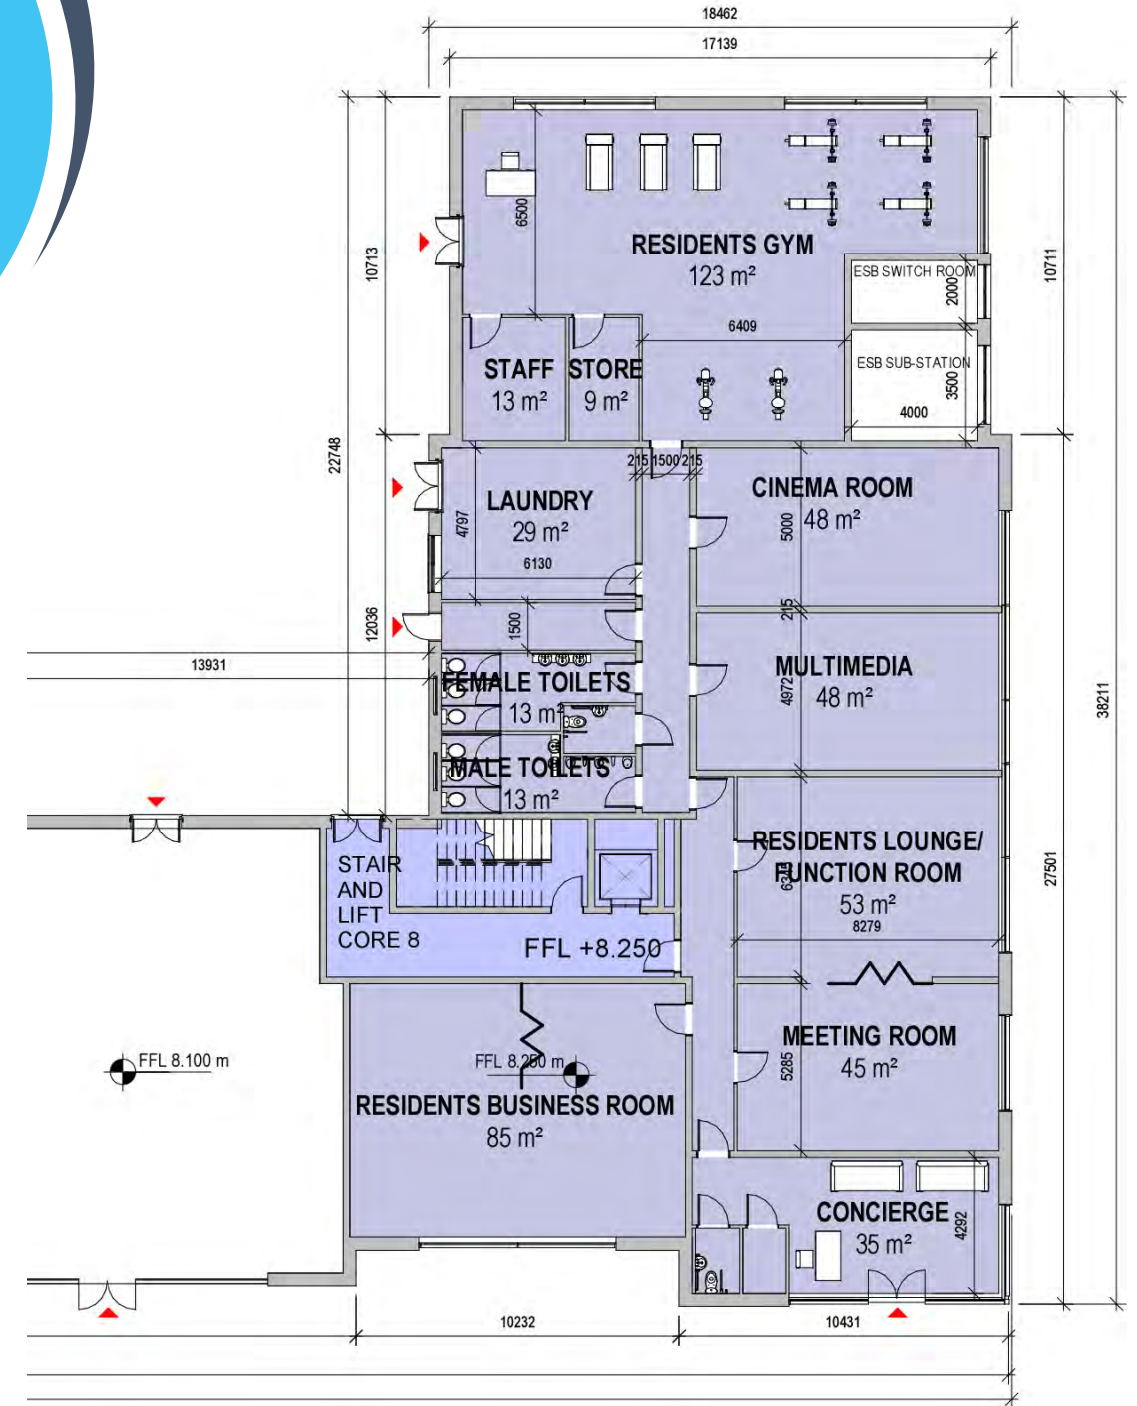 18462
17139
10713
22748
12036
10711
38211
27501
6500
RESIDENTS GYM
123 m²
ESB SWITCH ROOM
2000
6409
ESB SUB-STATION
3500
4000
STAFF
13 m²
STORE
9 m²
215 1500 215
LAUNDRY
29 m²
4797
6130
CINEMA ROOM
48 m²
5000
215
1500
13931
MULTIMEDIA
48 m²
4972
FEMALE TOILETS
13 m²
MALE TOILETS
13 m²
STAIR
AND
LIFT
CORE 8
FFL +8.250
RESIDENTS LOUNGE/
FUNCTION ROOM
53 m²
8279
FFL 8.100 m
FFL 8.250 m
RESIDENTS BUSINESS ROOM
85 m²
MEETING ROOM
45 m²
5285
CONCIERGE
35 m²
4292
10232
10431